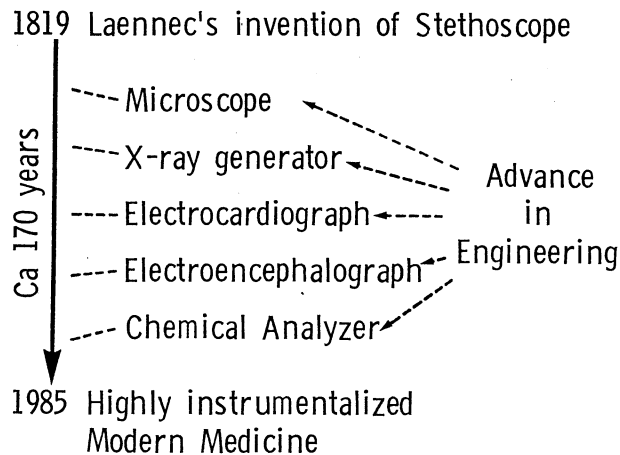 1819 Laennec's invention of Stethoscope
Ca 170 years
Microscope
X-ray generator
Electrocardiograph
Electroencephalograph
Chemical Analyzer
Advance
in
Engineering
1985 Highly instrumentalized
Modern Medicine